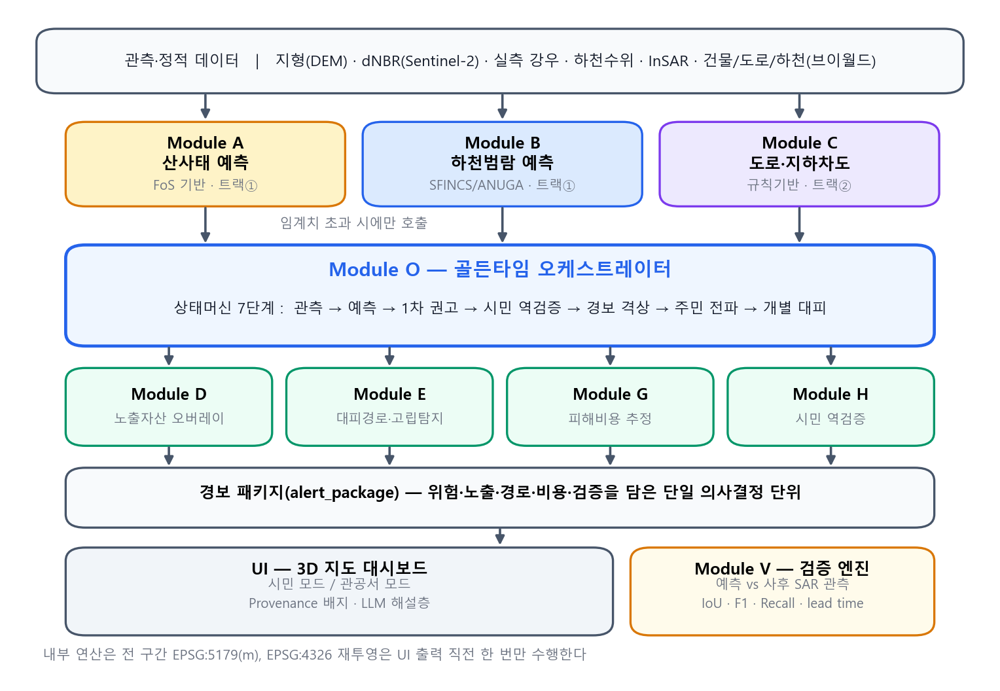 관측·정적 데이터 | 지형(DEM) · dNBR(Sentinel-2) · 실측 강우 · 하천수위 · InSAR · 건물/도로/하천(브이월드)
Module A
산사태 예측
FoS 기반 · 트랙①
Module B
하천범람 예측
SFINCS/ANUGA · 트랙①
Module C
도로·지하차도
규칙기반 · 트랙②
임계치 초과 시에만 호출
Module O — 골든타임 오케스트레이터
상태머신 7단계 : 관측 → 예측 → 1차 권고 → 시민 역검증 → 경보 격상 → 주민 전파 → 개별 대피
Module D
노출자산 오버레이
Module E
대피경로·고립탐지
Module G
피해비용 추정
Module H
시민 역검증
경보 패키지(alert_package) — 위험·노출·경로·비용·검증을 담은 단일 의사결정 단위
UI — 3D 지도 대시보드
시민 모드 / 관공서 모드
Provenance 배지 · LLM 해설층
Module V — 검증 엔진
예측 vs 사후 SAR 관측
IoU · F1 · Recall · lead time
내부 연산은 전 구간 EPSG:5179(m), EPSG:4326 재투영은 UI 출력 직전 한 번만 수행한다